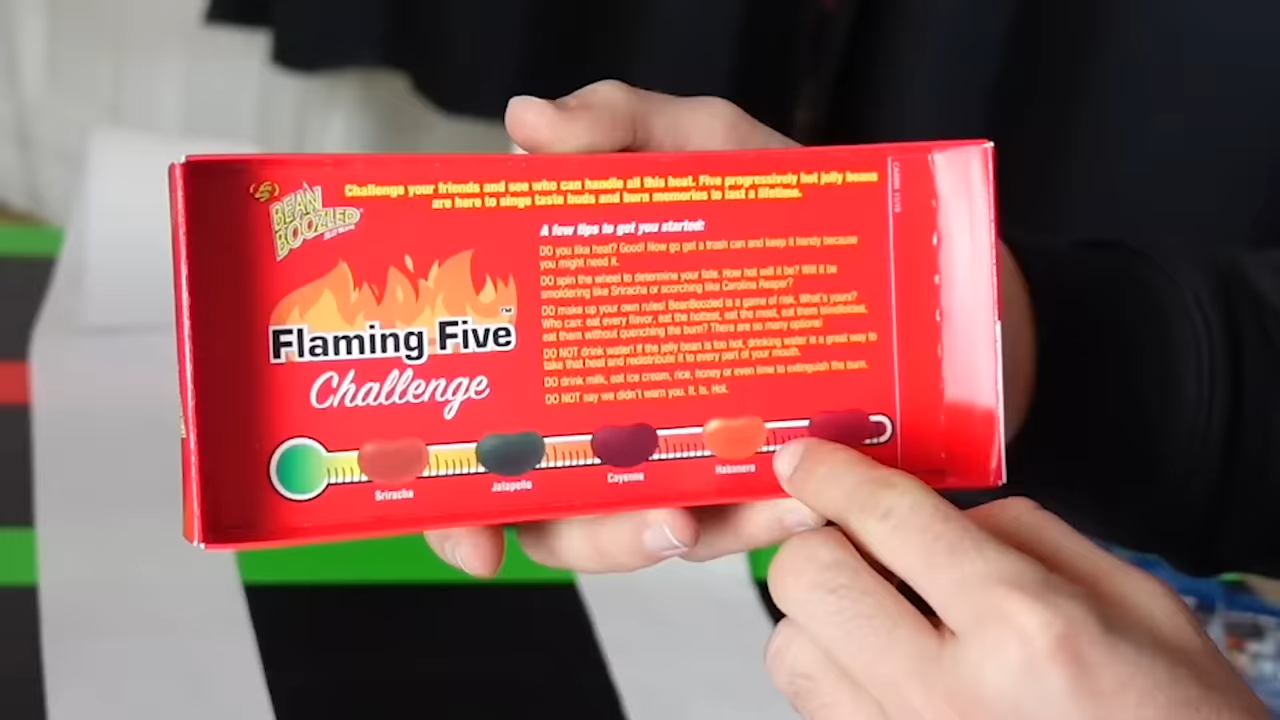 BEAN
BOOZLED
Challenge your friends and see who can handle all this heat. Five progressively hot jelly beans
are here to singe taste buds and burn memories to last a lifetime.
A few tips to get you started:
DO you like heat? Good! Now go get a trash can and keep it handy because
you might need it.
DO spin the wheel to determine your fate. How hot will it be? Will it be
smoldering like Sriracha or scorching like Carolina Reaper?
DO make up your own rules! BeanBoozled is a game of risk. What's yours?
Who can: eat every flavor, eat the hottest, eat the most, eat them blindfolded,
eat them without quenching the burn? There are so many options!
DO NOT drink water! If the jelly bean is too hot, drinking water is a great way to
take that heat and redistribute it to every part of your mouth.
DO drink milk, eat ice cream, rice, honey or even lime to extinguish the burn.
DO NOT say we didn't warn you. It. Is. Hot.
Flaming Five™
Challenge
Sriracha
Jalapeño
Cayenne
Habanero